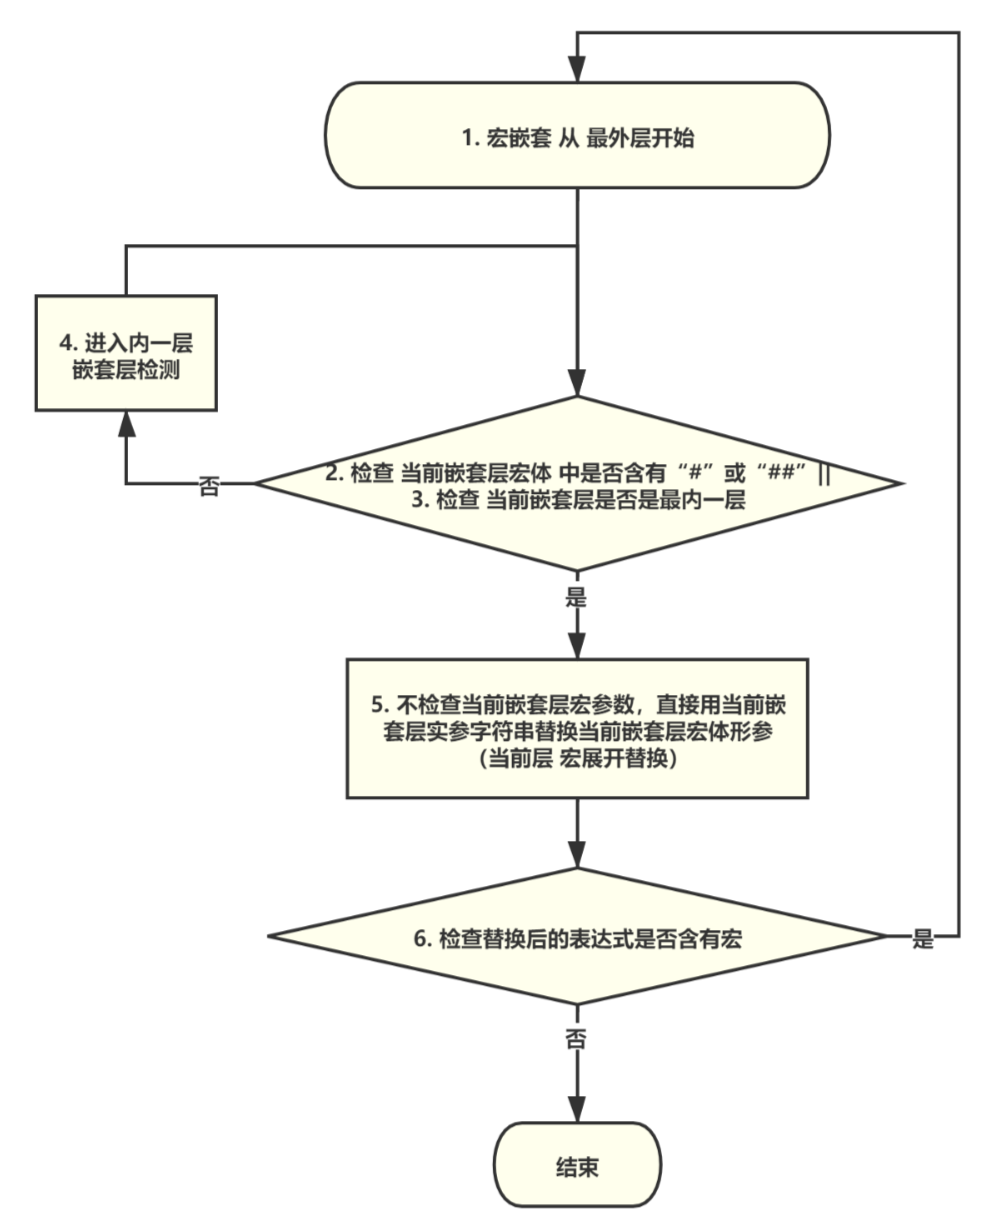 1. 宏嵌套 从 最外层开始
4. 进入内一层
嵌套层检测
2. 检查 当前嵌套层宏体 中是否含有“#”或“##” ||
3. 检查 当前嵌套层是否是最内一层
否
是
5. 不检查当前嵌套层宏参数，直接用当前嵌
套层实参字符串替换当前嵌套层宏体形参
（当前层 宏展开替换）
6. 检查替换后的表达式是否含有宏
是
否
结束